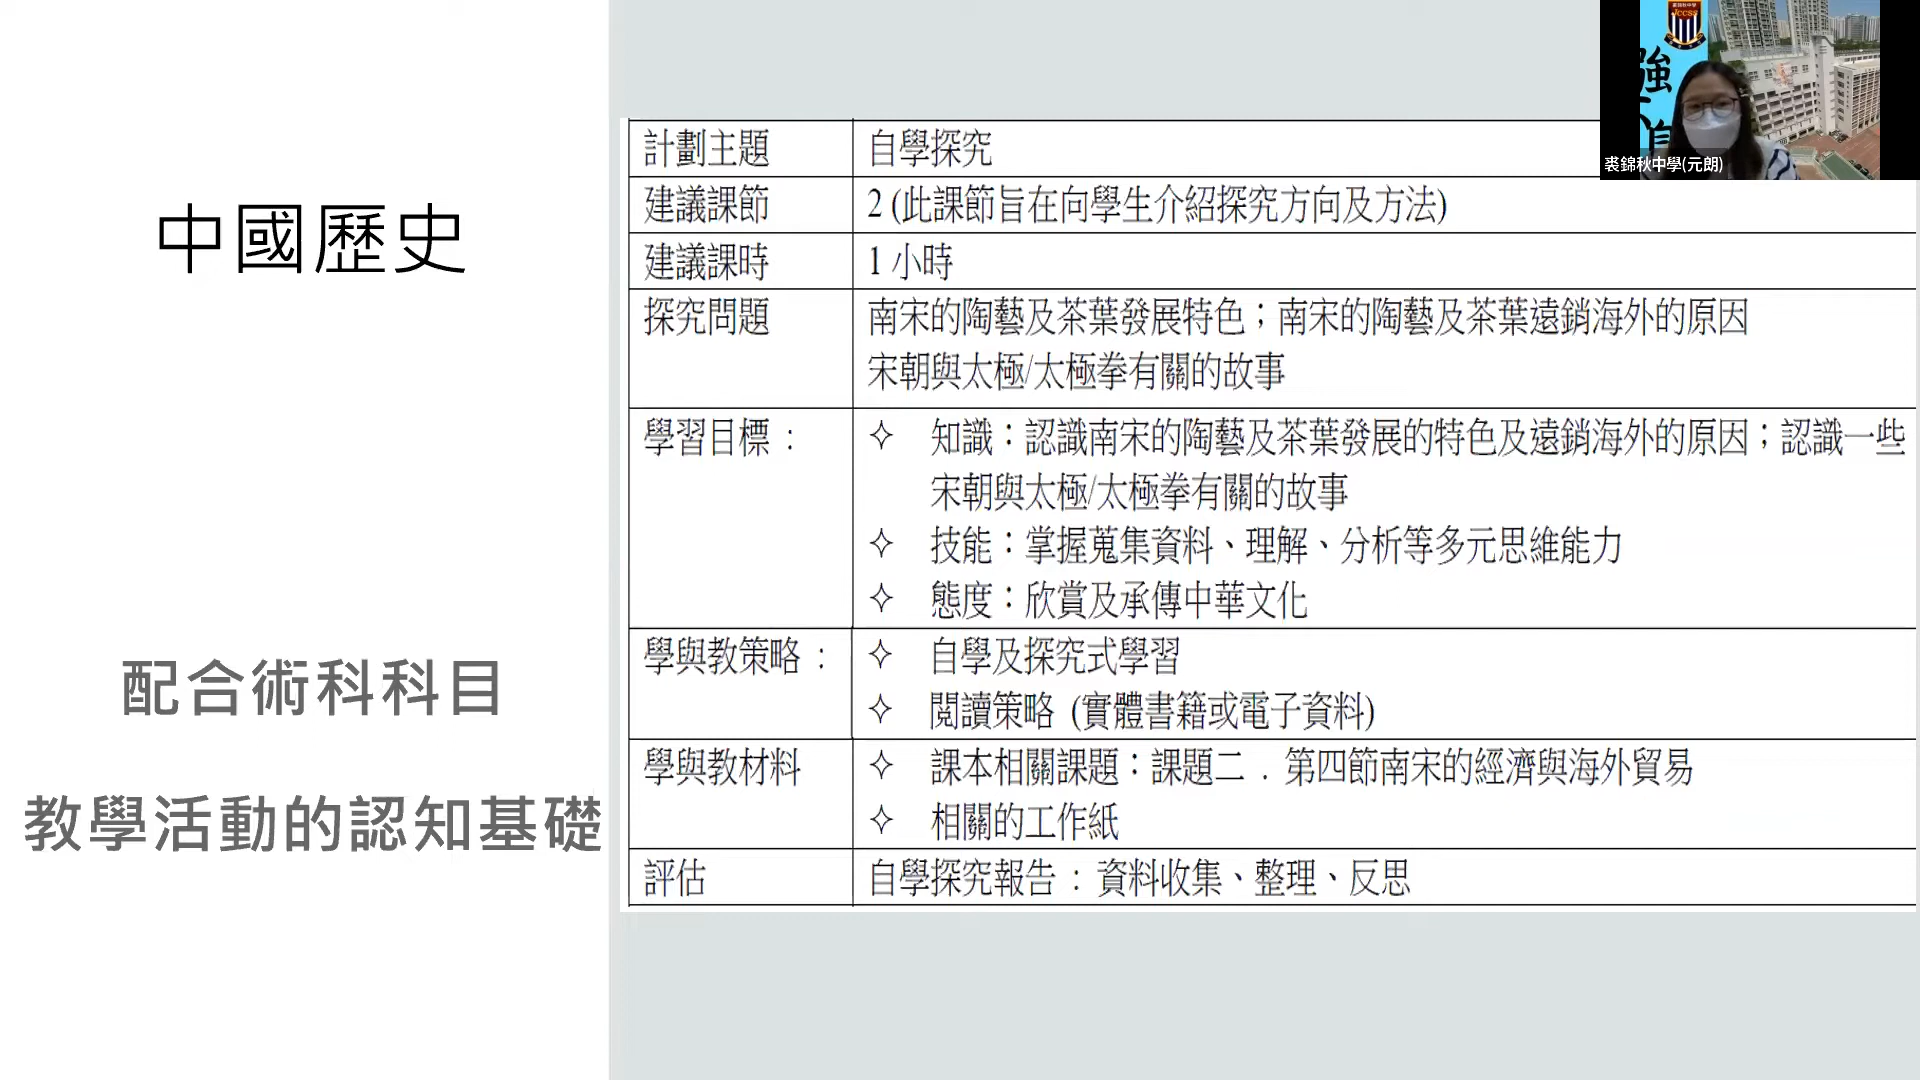 中國歷史
配合術科科目
教學活動的認知基礎
計劃主題 自學探究
建議課節 2 (此課節旨在向學生介紹探究方向及方法)
建議課時 1 小時
探究問題 南宋的陶藝及茶葉發展特色；南宋的陶藝及茶葉遠銷海外的原因
宋朝與太極/太極拳有關的故事
學習目標： ✧ 知識：認識南宋的陶藝及茶葉發展的特色及遠銷海外的原因；認識一些
宋朝與太極/太極拳有關的故事
✧ 技能：掌握蒐集資料、理解、分析等多元思維能力
✧ 態度：欣賞及承傳中華文化
學與教策略： ✧ 自學及探究式學習
✧ 閱讀策略 (實體書籍或電子資料)
學與教材料 ✧ 課本相關課題：課題二．第四節南宋的經濟與海外貿易
✧ 相關的工作紙
評估 自學探究報告：資料收集、整理、反思
JCCSS
強
裘錦秋中學(元朗)